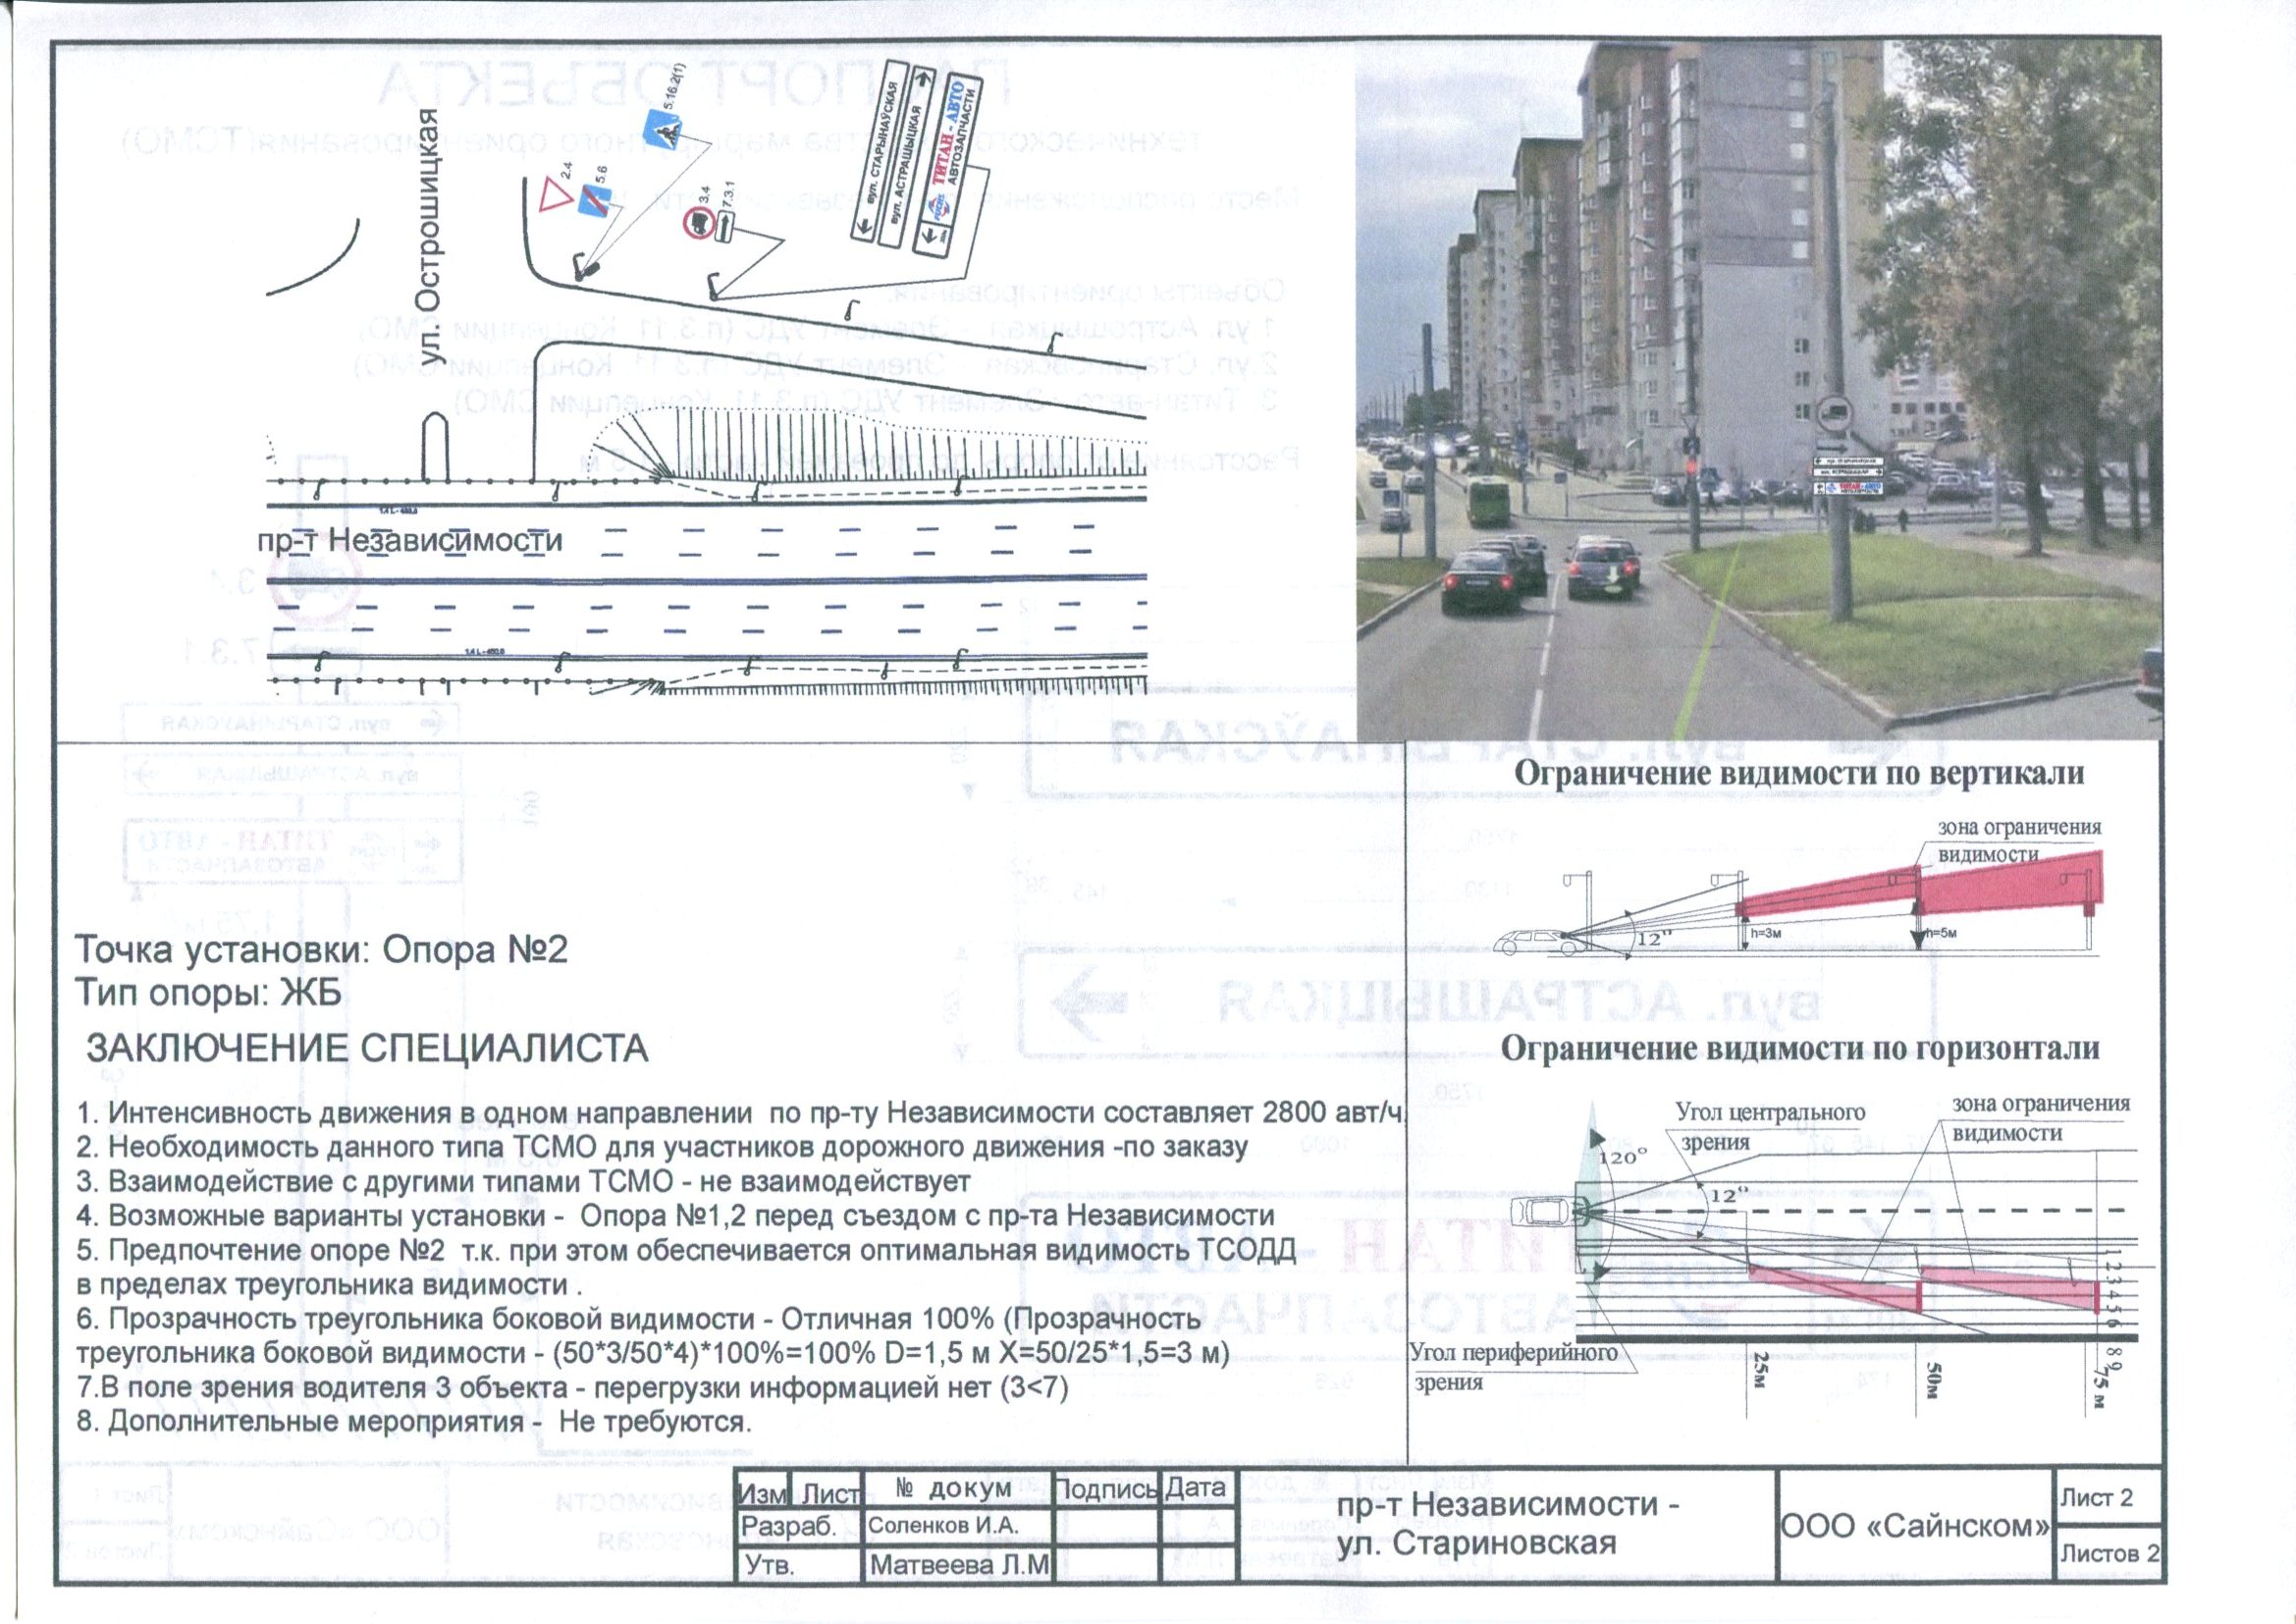 ул. Острошицкая
2.4
5.6
5.16.2(1)
3.4
7.3.1
вул. СТАРЫНАЎСКАЯ
вул. АСТРАШЫЦКАЯ
FUCHS ТИТАН - АВТО
АВТОЗАПЧАСТИ
пр-т Независимости
ТИТАН - АВТО
Точка установки: Опора №2
Тип опоры: ЖБ
ЗАКЛЮЧЕНИЕ СПЕЦИАЛИСТА
1. Интенсивность движения в одном направлении по пр-ту Независимости составляет 2800 авт/ч.
2. Необходимость данного типа ТСМО для участников дорожного движения -по заказу
3. Взаимодействие с другими типами ТСМО - не взаимодействует
4. Возможные варианты установки - Опора №1,2 перед съездом с пр-та Независимости
5. Предпочтение опоре №2 т.к. при этом обеспечивается оптимальная видимость ТСОДД
в пределах треугольника видимости .
6. Прозрачность треугольника боковой видимости - Отличная 100% (Прозрачность
треугольника боковой видимости - (50*3/50*4)*100%=100% D=1,5 м X=50/25*1,5=3 м)
7.В поле зрения водителя 3 объекта - перегрузки информацией нет (3<7)
8. Дополнительные мероприятия - Не требуются.
Ограничение видимости по вертикали
зона ограничения
видимости
12°
h=3м
h=5м
Ограничение видимости по горизонтали
Угол центрального
зрения
зона ограничения
видимости
120°
12°
1 2 3 4 5 6
8 9
Угол периферийного
зрения
25м
50м
75 м
Изм Лист № докум Подпись Дата
Разраб. Соленков И.А.
Утв. Матвеева Л.М
пр-т Независимости -
ул. Стариновская
ООО «Сайнском»
Лист 2
Листов 2